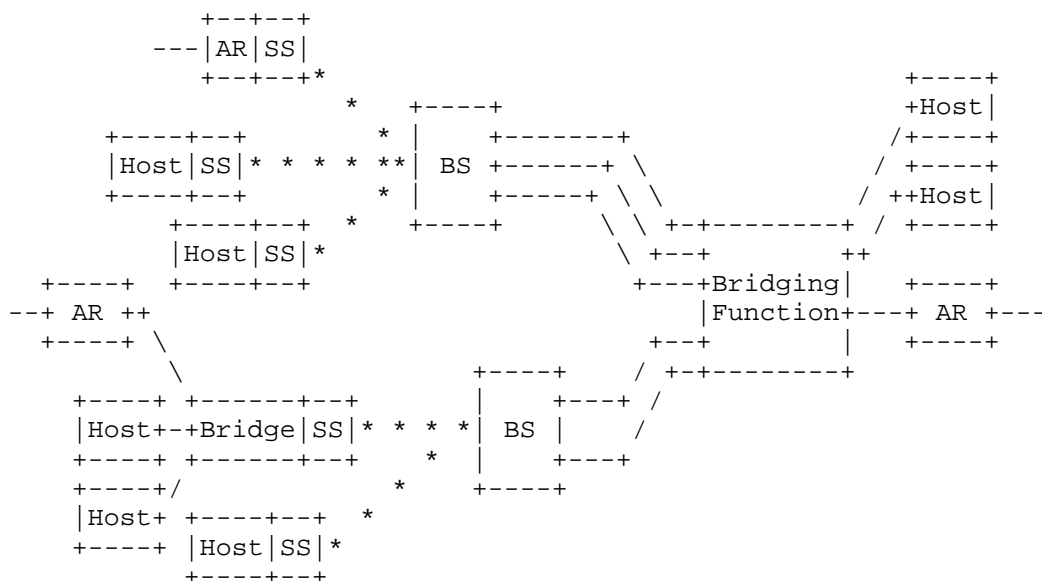 AR SS
Host
Host SS BS
Host
Host SS
Bridging
AR Function AR
Host Bridge SS BS
Host
Host SS